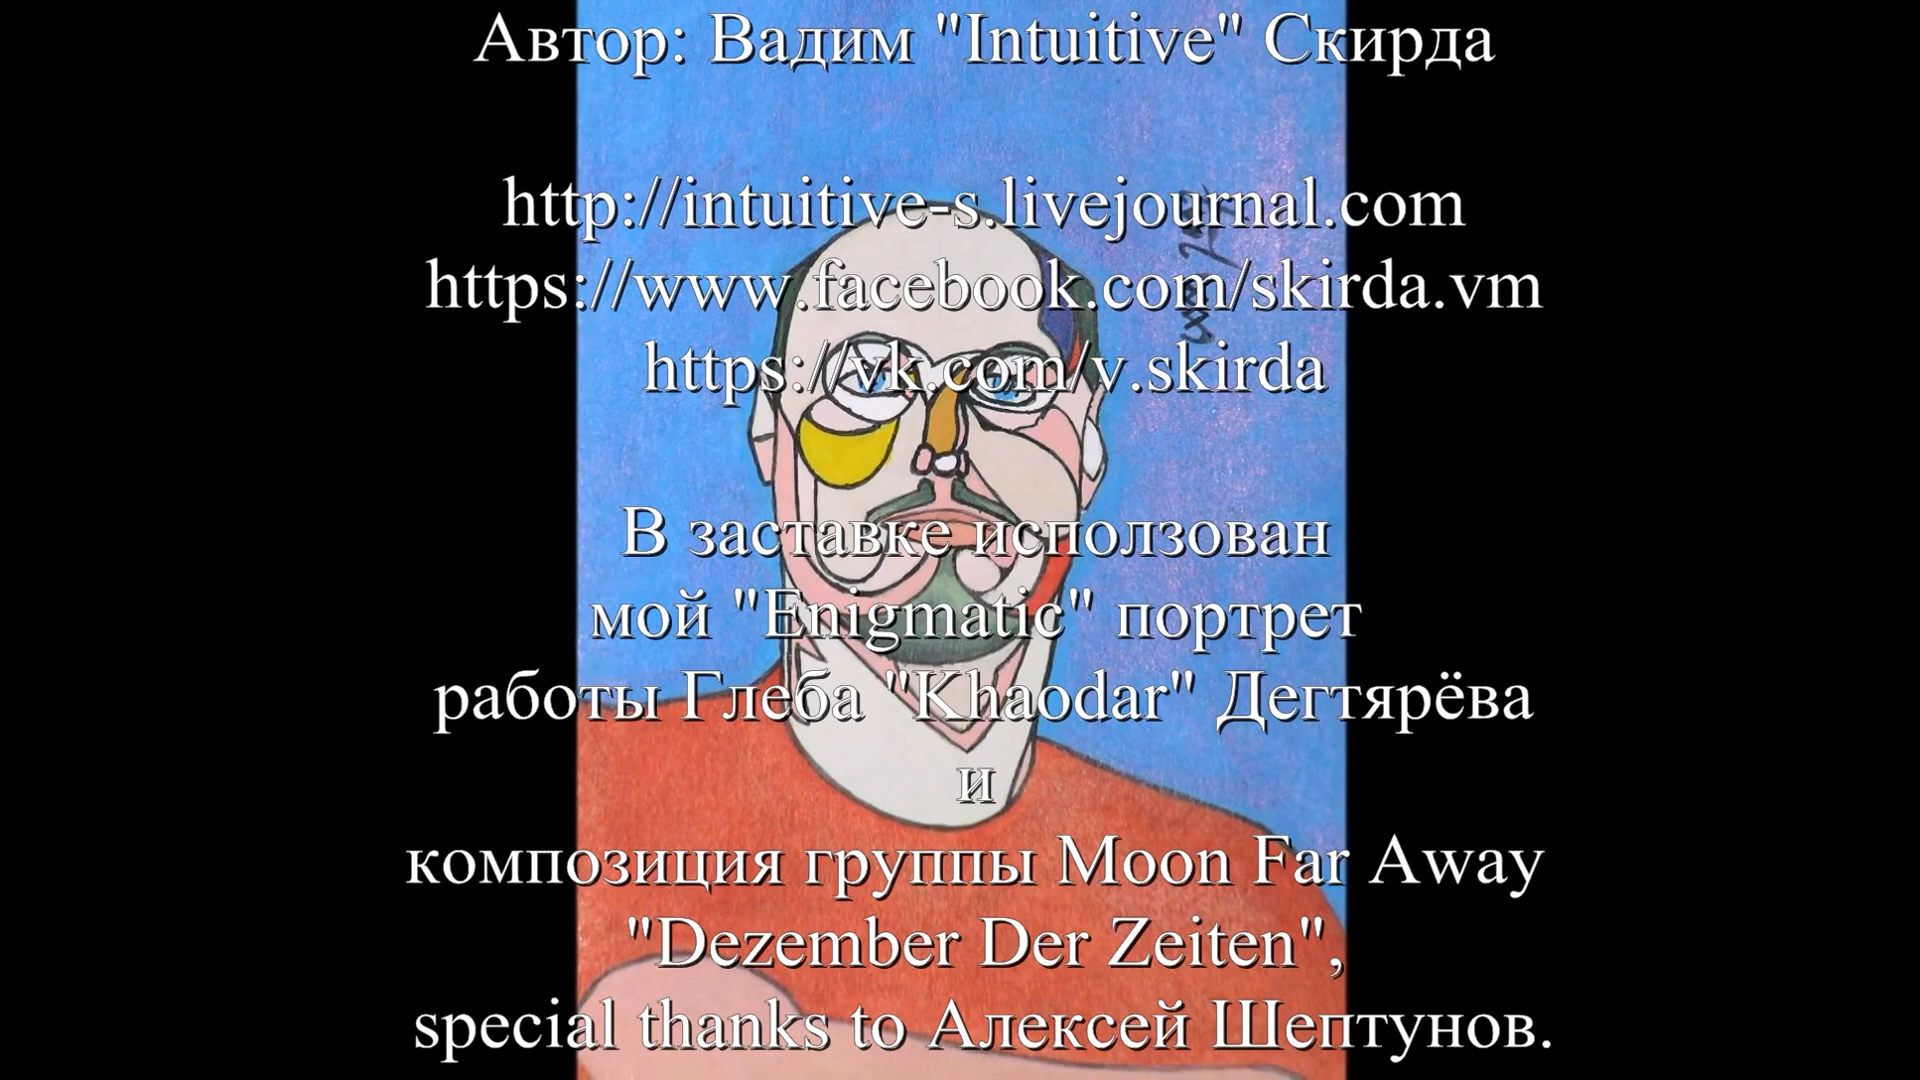 Автор: Вадим "Intuitive" Скирда
http://intuitive-s.livejournal.com
https://www.facebook.com/skirda.vm
https://vk.com/v.skirda
В заставке исползован
мой "Enigmatic" портрет
работы Глеба "Khaodar" Дегтярёва
и
композиция группы Moon Far Away
"Dezember Der Zeiten",
special thanks to Алексей Шептунов.